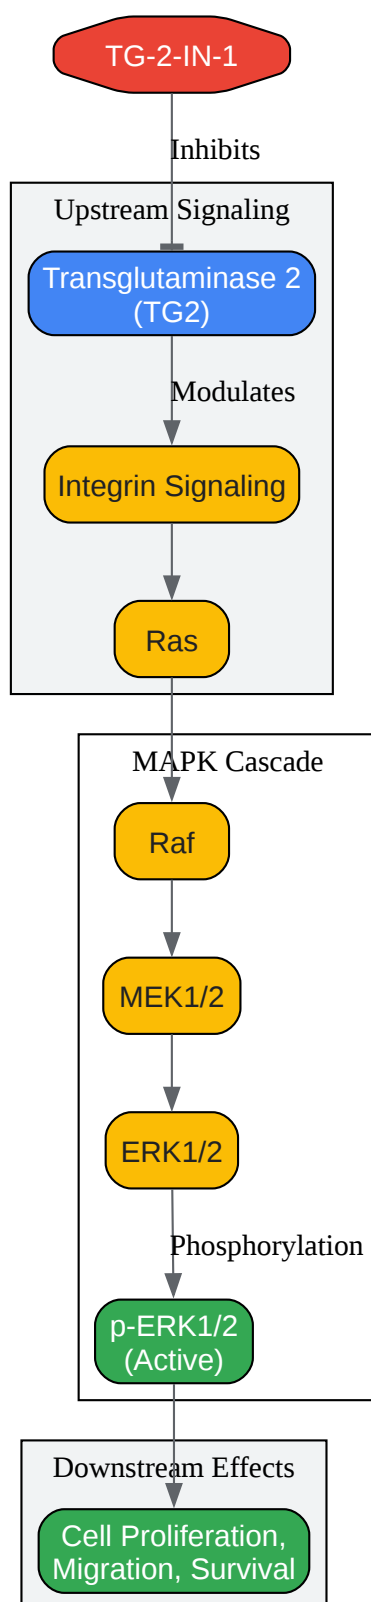 TG-2-IN-1
Inhibits
Upstream Signaling
Transglutaminase 2
(TG2)
Modulates
Integrin Signaling
Ras
MAPK Cascade
Raf
MEK1/2
ERK1/2
Phosphorylation
p-ERK1/2
(Active)
Downstream Effects
Cell Proliferation,
Migration, Survival